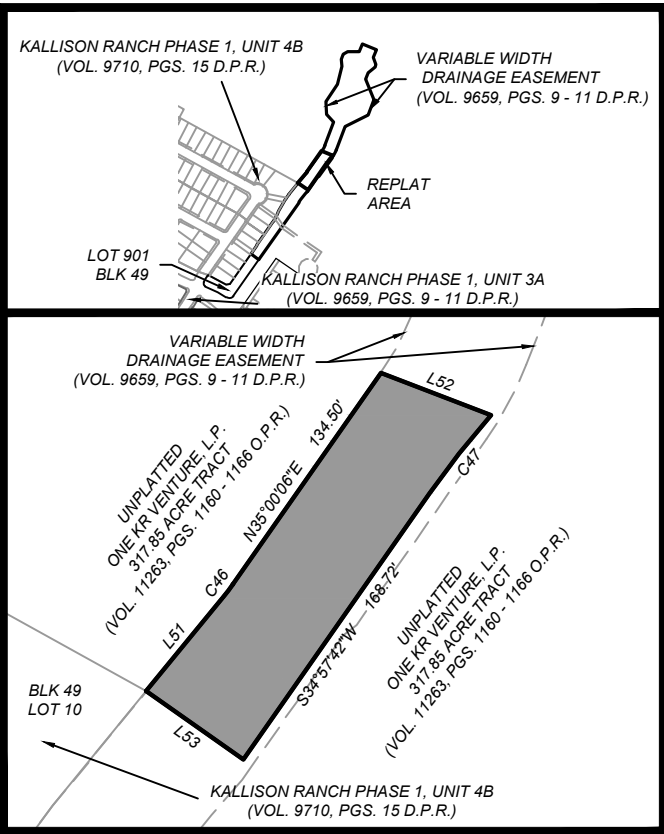 KALLISON RANCH PHASE 1, UNIT 4B
(VOL. 9710, PGS. 15 D.P.R.)
VARIABLE WIDTH
DRAINAGE EASEMENT
(VOL. 9659, PGS. 9 - 11 D.P.R.)
REPLAT
AREA
LOT 901
BLK 49
KALLISON RANCH PHASE 1, UNIT 3A
(VOL. 9659, PGS. 9 - 11 D.P.R.)
VARIABLE WIDTH
DRAINAGE EASEMENT
(VOL. 9659, PGS. 9 - 11 D.P.R.)
L52
UNPLATTED
ONE KR VENTURE, L.P.
317.85 ACRE TRACT
(VOL. 11263, PGS. 1160 - 1166 O.P.R.)
N35°00'06"E 134.50'
C47
C46
L51
S34°57'42"W 168.72'
UNPLATTED
ONE KR VENTURE, L.P.
317.85 ACRE TRACT
(VOL. 11263, PGS. 1160 - 1166 O.P.R.)
BLK 49
LOT 10
L53
KALLISON RANCH PHASE 1, UNIT 4B
(VOL. 9710, PGS. 15 D.P.R.)